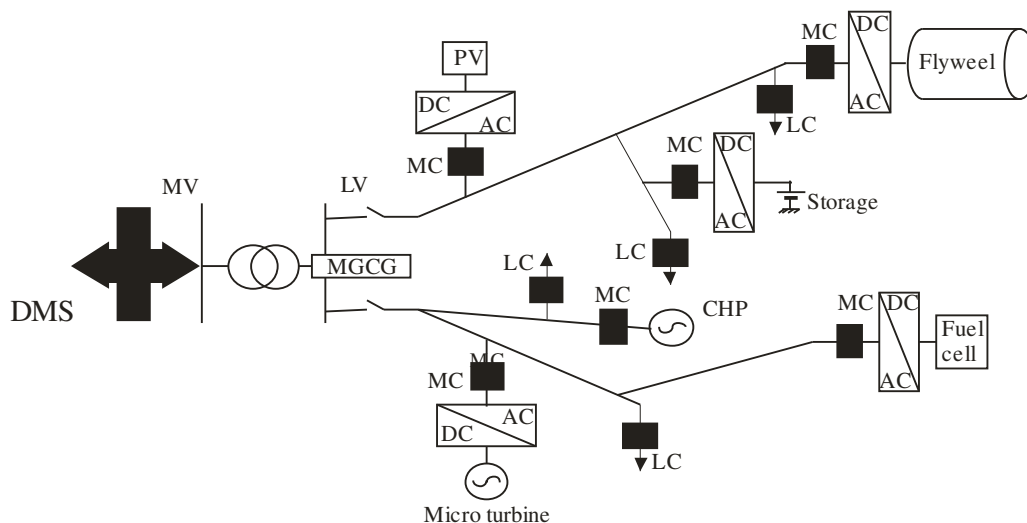 MC
DC
AC
Flyweel
PV
DC
AC
MC
LC
MC
DC
AC
Storage
MV
LV
MGCG
DMS
LC
LC
MC
CHP
MC
DC
AC
Fuel
cell
MC
MC
AC
DC
LC
Micro turbine